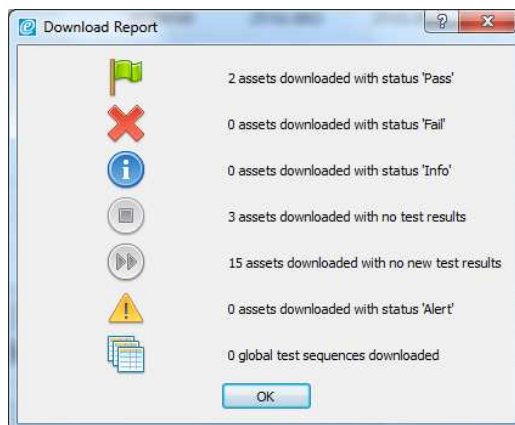 Download Report
2 assets downloaded with status 'Pass'
0 assets downloaded with status 'Fail'
0 assets downloaded with status 'Info'
3 assets downloaded with no test results
15 assets downloaded with no new test results
0 assets downloaded with status 'Alert'
0 global test sequences downloaded
OK